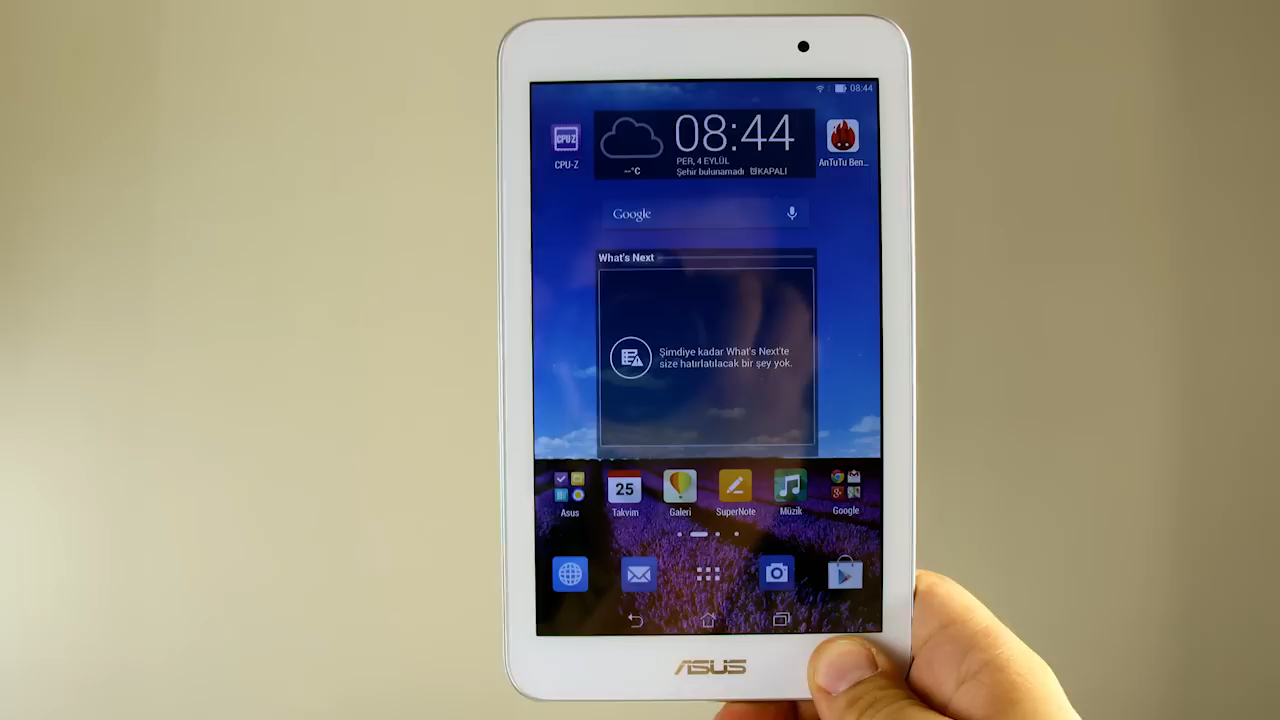 08:44
CPU-Z
CPU-Z
08:44
PER, 4 EYLÜL
--°C
Şehir bulunamadı KAPALI
AnTuTu Ben...
Google
What's Next
Şimdiye kadar What's Next'te
size hatırlatılacak bir şey yok.
25
Asus
Takvim
Galeri
SuperNote
Müzik
Google
ASUS